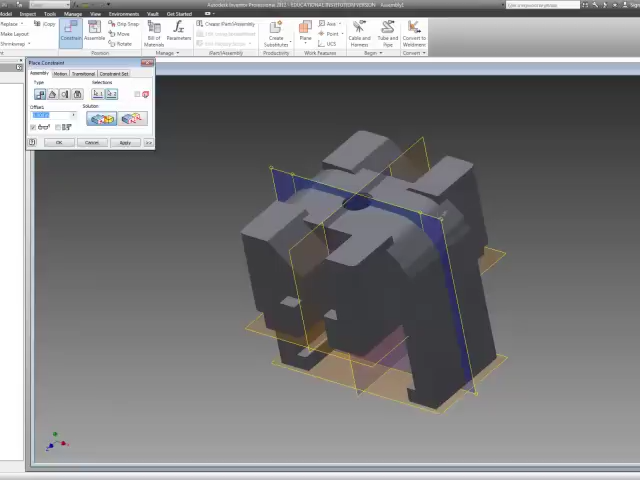 Autodesk Inventor Professional 2012 - EDUCATIONAL INSTITUTION VERSION Assembly2
Model Inspect Tools Manage View Environments Vault Get Started
Replace
Make Layout
Shrinkwrap
Copy
Constrain
Assemble
Grip Snap
Move
Rotate
Bill of Materials
Parameters
Create iPart/iAssembly
Create Substitutes
Plane
Axis
Point
UCS
Cable and Harness
Tube and Pipe
Convert to Weldment
Position
Manage
iPart/iAssembly
Productivity
Work Features
Begin
Convert
Place Constraint
Assembly Motion Transitional Constraint Set
Type
Selections
1
2
Offset:
Solution
OK
Cancel
Apply
>>